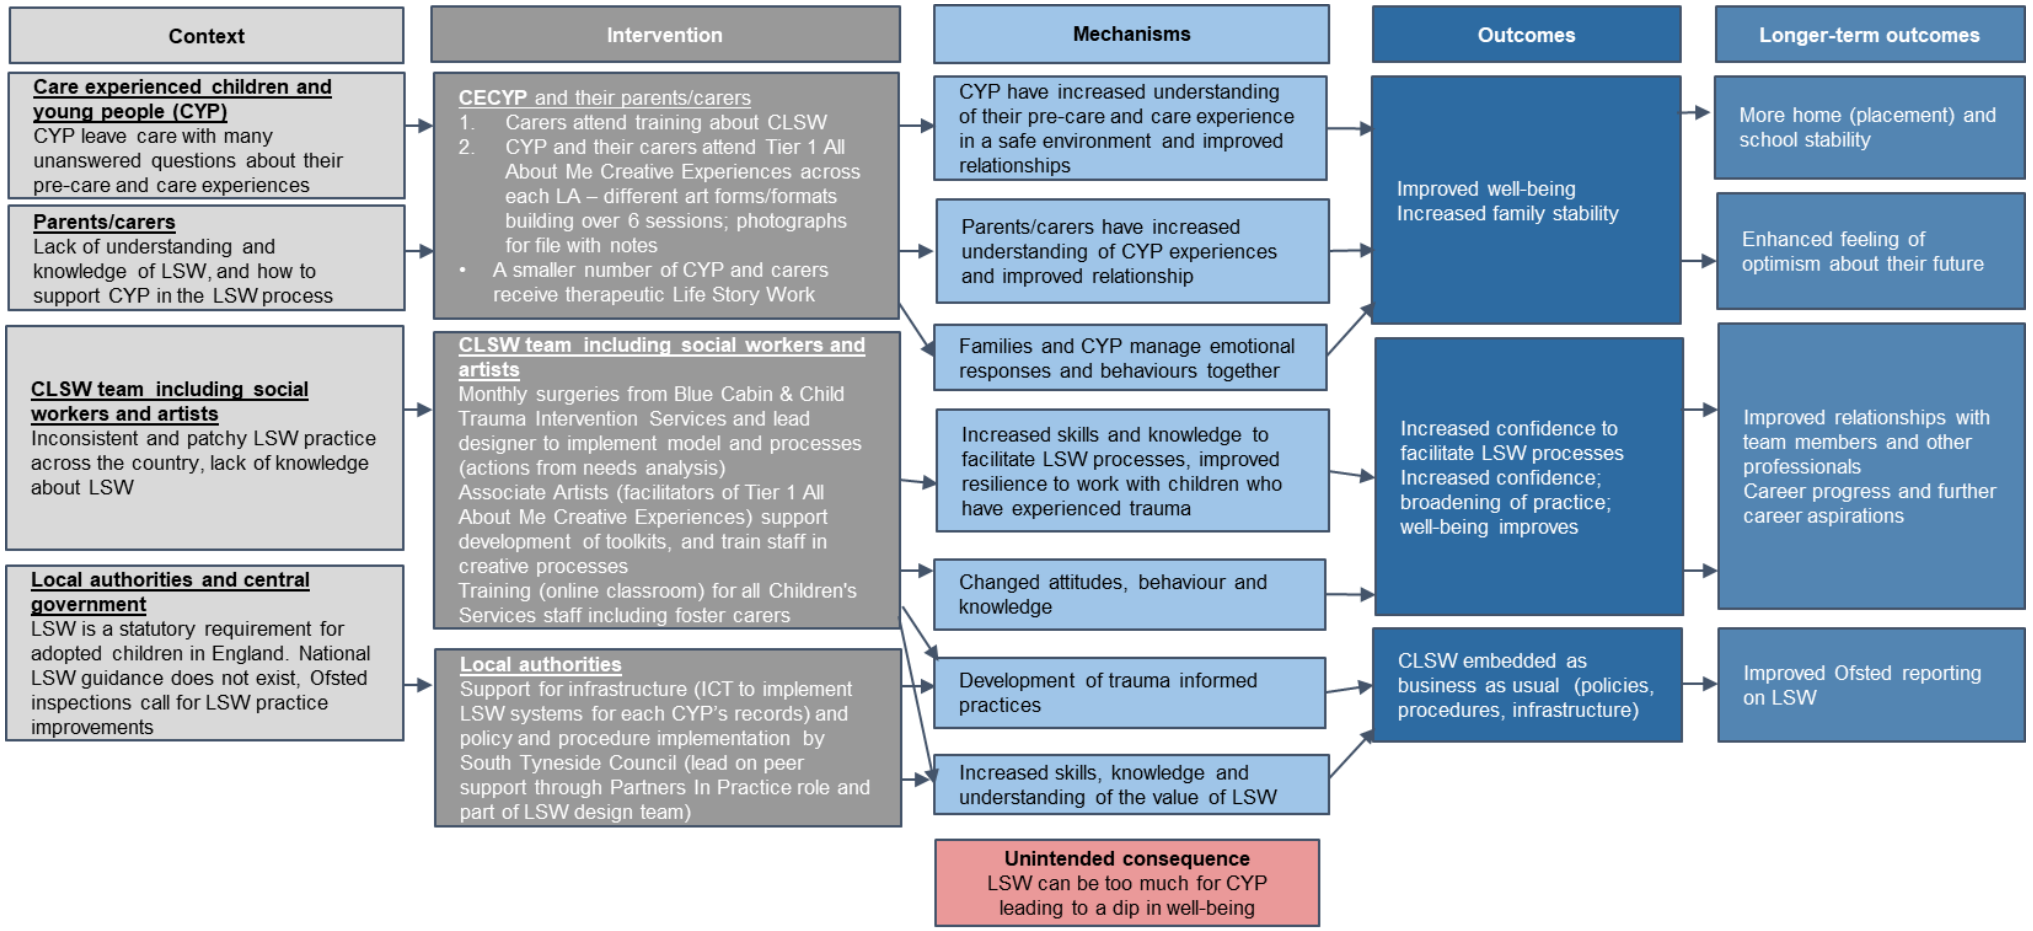 Context
Care experienced children and
young people (CYP)
CYP leave care with many
unanswered questions about their
pre-care and care experiences
Parents/carers
Lack of understanding and
knowledge of LSW, and how to
support CYP in the LSW process
CLSW team including social
workers and artists
Inconsistent and patchy LSW practice
across the country, lack of knowledge
about LSW
Local authorities and central
government
LSW is a statutory requirement for
adopted children in England. National
LSW guidance does not exist, Ofsted
inspections call for LSW practice
improvements
Intervention
CECYP and their parents/carers
1. Carers attend training about CLSW
2. CYP and their carers attend Tier 1 All
About Me Creative Experiences across
each LA – different art forms/formats
building over 6 sessions; photographs
for file with notes
• A smaller number of CYP and carers
receive therapeutic Life Story Work
CLSW team including social workers and
artists
Monthly surgeries from Blue Cabin & Child
Trauma Intervention Services and lead
designer to implement model and processes
(actions from needs analysis)
Associate Artists (facilitators of Tier 1 All
About Me Creative Experiences) support
development of toolkits, and train staff in
creative processes
Training (online classroom) for all Children's
Services staff including foster carers
Local authorities
Support for infrastructure (ICT to implement
LSW systems for each CYP’s records) and
policy and procedure implementation by
South Tyneside Council (lead on peer
support through Partners In Practice role and
part of LSW design team)
Mechanisms
CYP have increased understanding
of their pre-care and care experience
in a safe environment and improved
relationships
Parents/carers have increased
understanding of CYP experiences
and improved relationship
Families and CYP manage emotional
responses and behaviours together
Increased skills and knowledge to
facilitate LSW processes, improved
resilience to work with children who
have experienced trauma
Changed attitudes, behaviour and
knowledge
Development of trauma informed
practices
Increased skills, knowledge and
understanding of the value of LSW
Unintended consequence
LSW can be too much for CYP
leading to a dip in well-being
Outcomes
Improved well-being
Increased family stability
Increased confidence to
facilitate LSW processes
Increased confidence;
broadening of practice;
well-being improves
CLSW embedded as
business as usual (policies,
procedures, infrastructure)
Longer-term outcomes
More home (placement) and
school stability
Enhanced feeling of
optimism about their future
Improved relationships with
team members and other
professionals
Career progress and further
career aspirations
Improved Ofsted reporting
on LSW